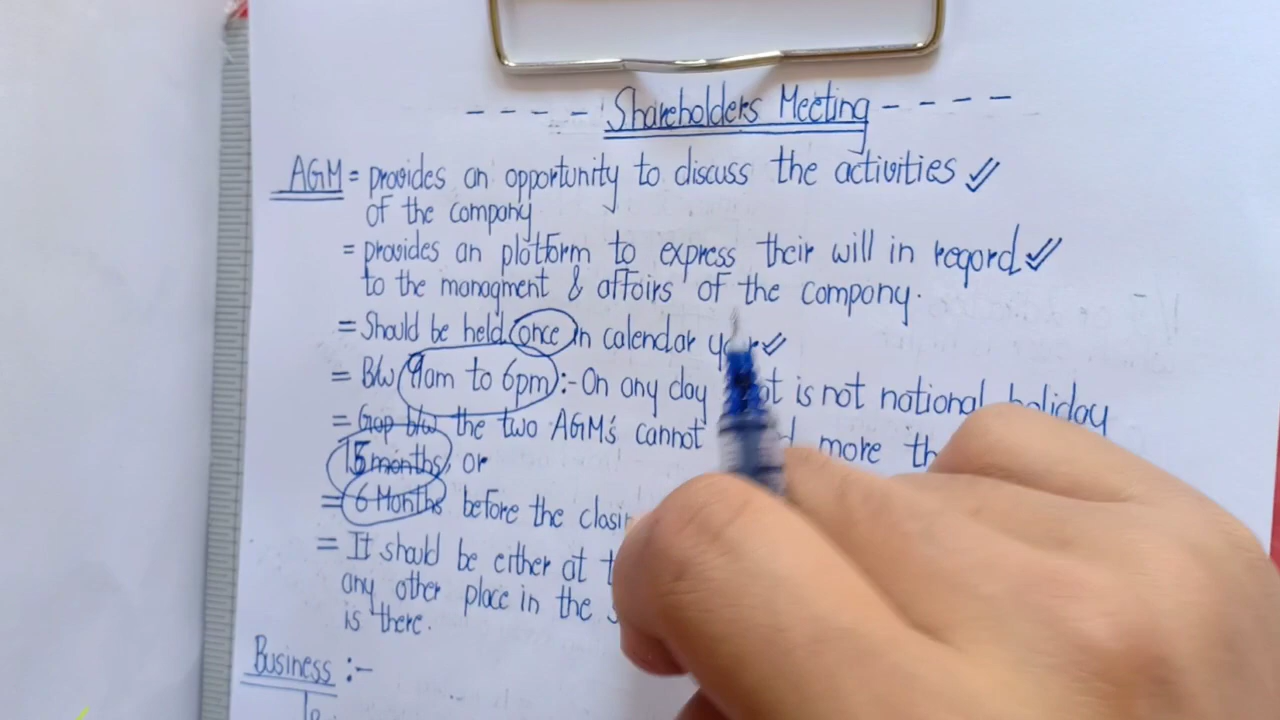 ---- Shareholders Meeting ----
AGM = provides an opportunity to discuss the activities
of the company
= provides an platform to express their will in regard
to the managment & affairs of the company.
= Should be held once in calendar
= B/w 9am to 6pm :- On any day is not national holiday
= Gap b/w the two AGM's cannot more
15 months, or
= 6 Months before the
= It should be either at
any other place in the
is there.
Business :-